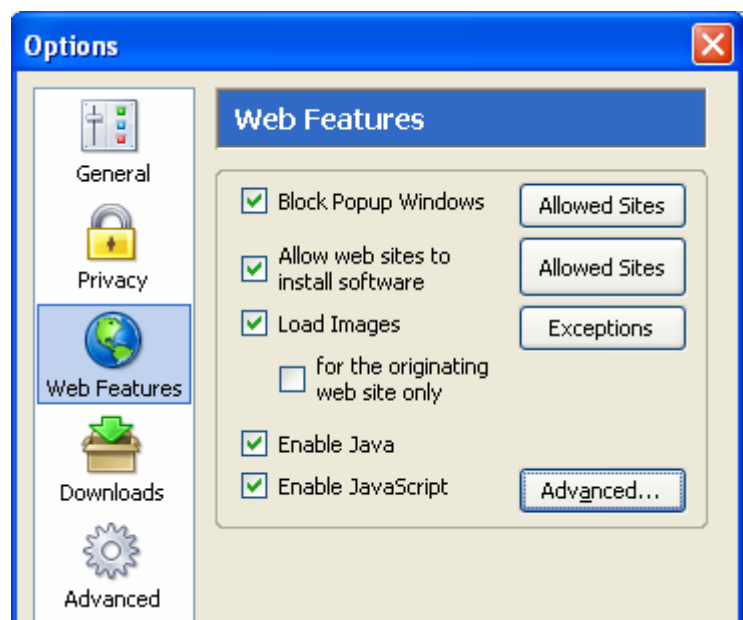 Options
General
Privacy
Web Features
Downloads
Advanced
Web Features
Block Popup Windows
Allowed Sites
Allow web sites to
install software
Allowed Sites
Load Images
Exceptions
for the originating
web site only
Enable Java
Enable JavaScript
Advanced...